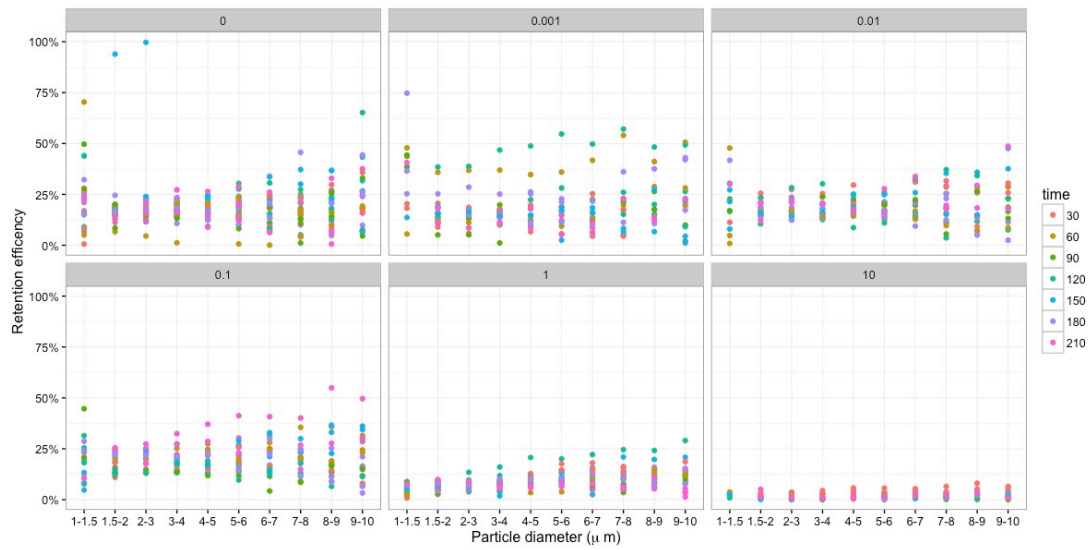 0 0.001 0.01
100%
75%
50%
25%
0%
0.1 1 10
100%
75%
50%
25%
0%
1-1.5 1.5-2 2-3 3-4 4-5 5-6 6-7 7-8 8-9 9-10 1-1.5 1.5-2 2-3 3-4 4-5 5-6 6-7 7-8 8-9 9-10 1-1.5 1.5-2 2-3 3-4 4-5 5-6 6-7 7-8 8-9 9-10
Particle diameter (μ m)
Retention efficency
time
30
60
90
120
150
180
210